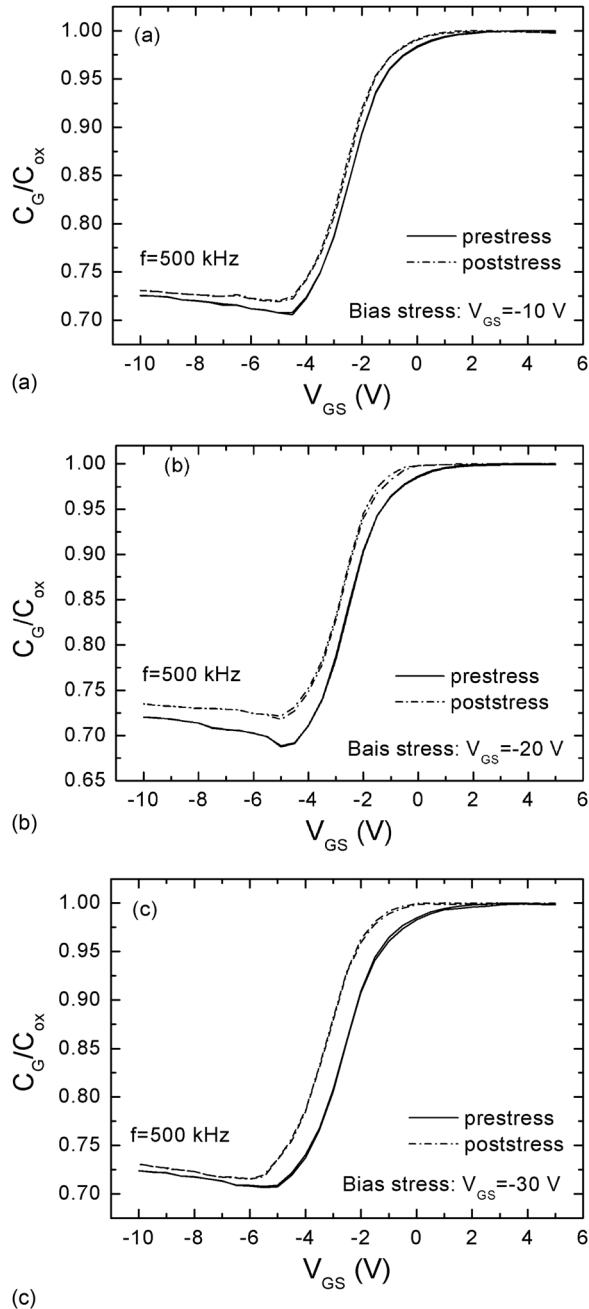 (a)
1.00
0.95
0.90
0.85
0.80
0.75
0.70
C_G/C_ox
f=500 kHz
prestress
poststress
Bias stress: V_GS=-10 V
-10 -8 -6 -4 -2 0 2 4 6
V_GS (V)
(a)
(b)
1.00
0.95
0.90
0.85
0.80
0.75
0.70
0.65
C_G/C_ox
f=500 kHz
prestress
poststress
Bais stress: V_GS=-20 V
-10 -8 -6 -4 -2 0 2 4 6
V_GS (V)
(b)
(c)
1.00
0.95
0.90
0.85
0.80
0.75
0.70
C_G/C_ox
f=500 kHz
prestress
poststress
Bias stress: V_GS=-30 V
-10 -8 -6 -4 -2 0 2 4 6
V_GS (V)
(c)